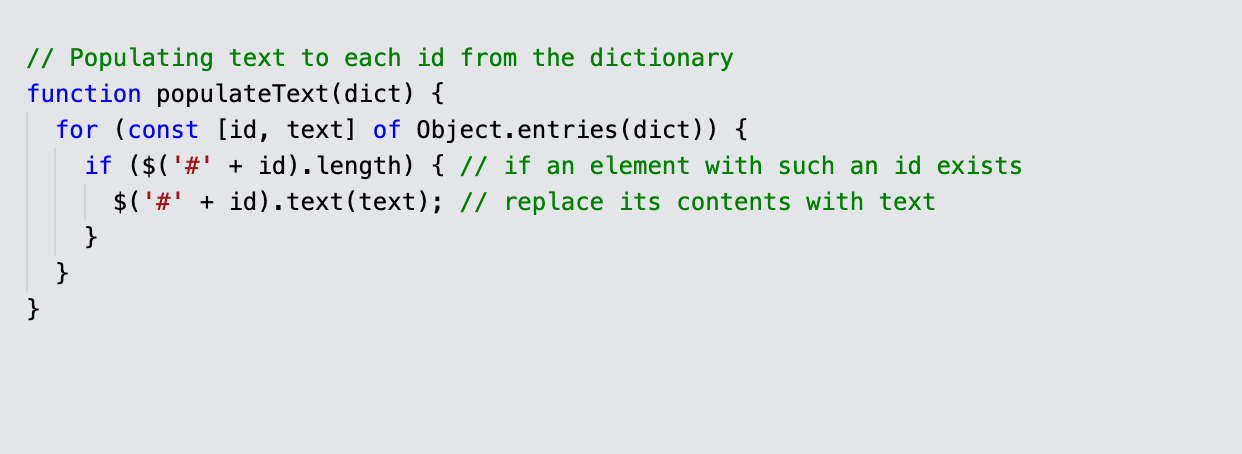 // Populating text to each id from the dictionary
function populateText(dict) {
  for (const [id, text] of Object.entries(dict)) {
    if ($('#' + id).length) { // if an element with such an id exists
      $('#' + id).text(text); // replace its contents with text
    }
  }
}